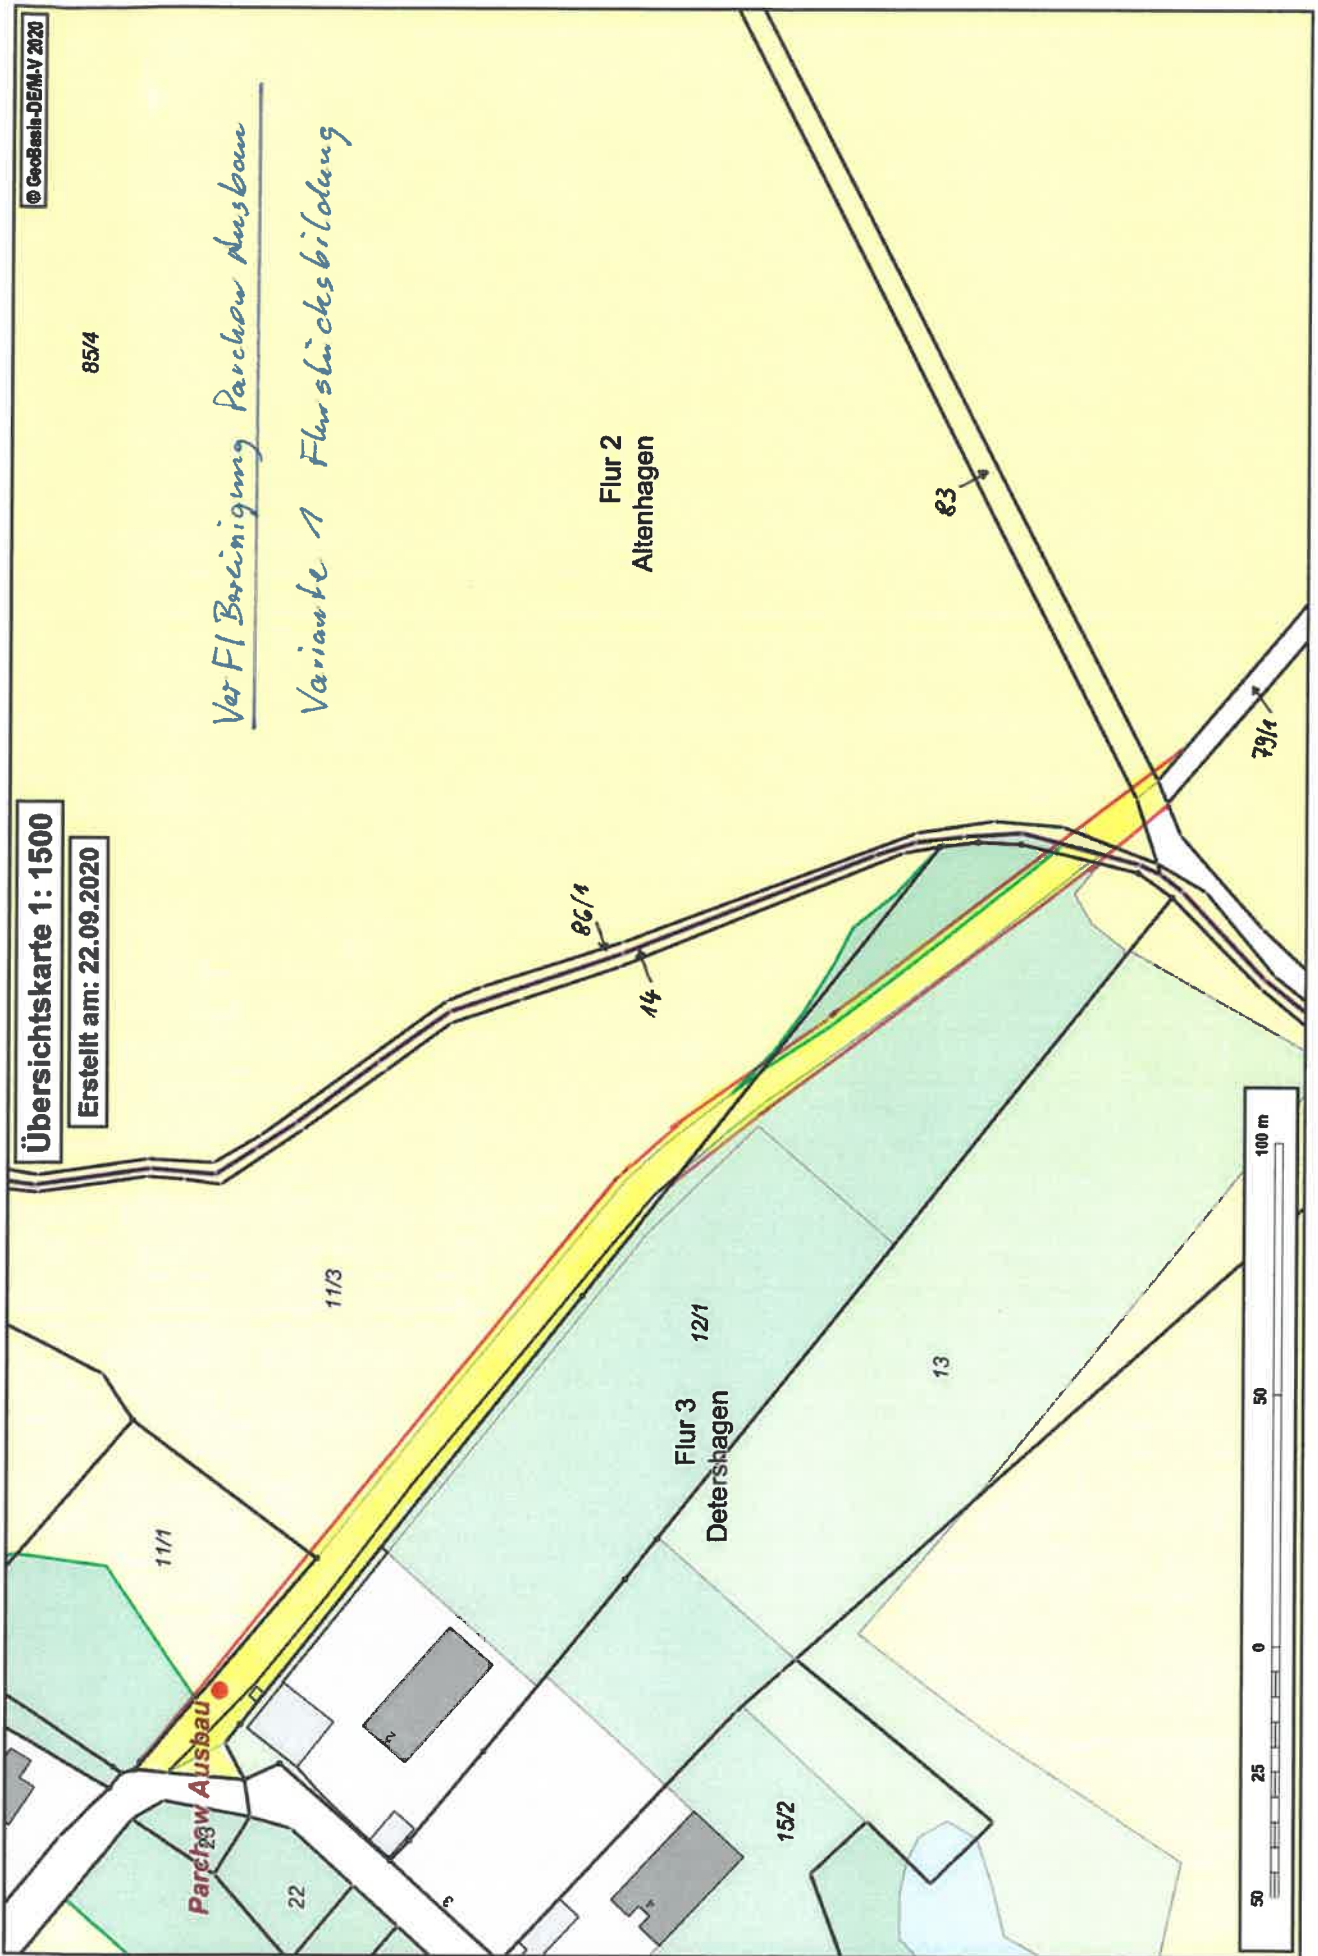 Übersichtskarte 1: 1500
Erstellt am: 22.09.2020
© GeoBasis-DE/M-V 2020
85/4
Ver Fl Bereinigung Parchow Ausbau
Variante 1 Flurstücksbildung
Flur 2
Altenhagen
86/1
14
83
79/1
11/3
11/1
12/1
Flur 3
Detershagen
13
Parchow Ausbau
23
22
2
3
4
15/2
50
25
0
50
100 m